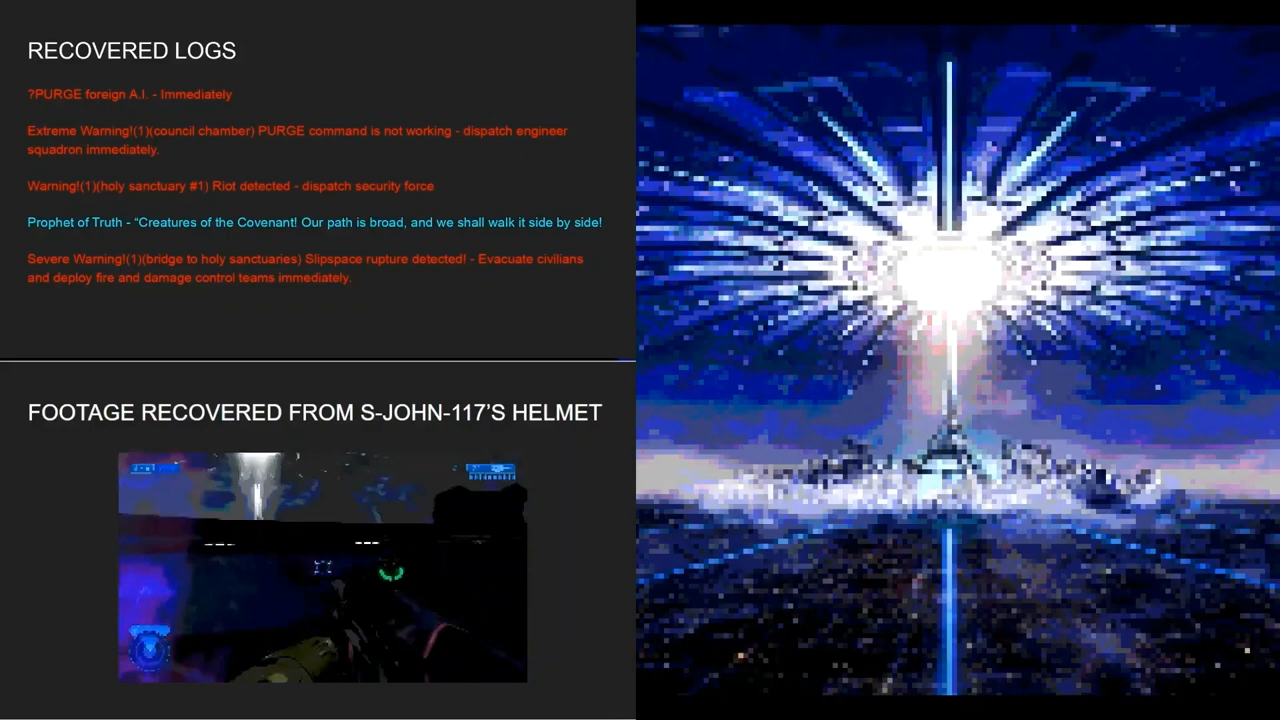 RECOVERED LOGS
?PURGE foreign A.I. - Immediately
Extreme Warning!(1)(council chamber) PURGE command is not working - dispatch engineer
squadron immediately.
Warning!(1)(holy sanctuary #1) Riot detected - dispatch security force
Prophet of Truth - “Creatures of the Covenant! Our path is broad, and we shall walk it side by side!
Severe Warning!(1)(bridge to holy sanctuaries) Slipspace rupture detected! - Evacuate civilians
and deploy fire and damage control teams immediately.
FOOTAGE RECOVERED FROM S-JOHN-117’S HELMET